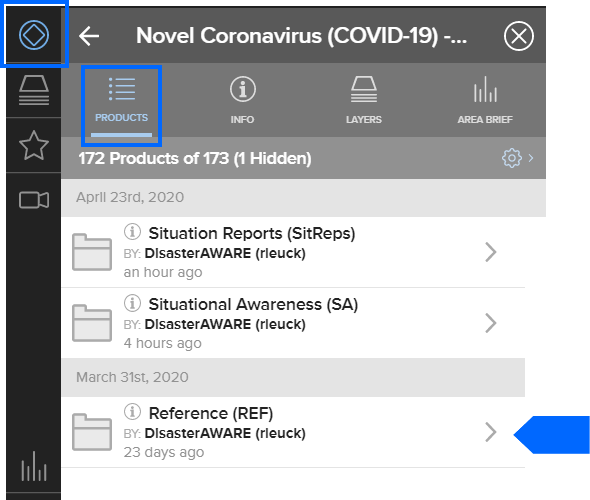 Novel Coronavirus (COVID-19) -...
PRODUCTS INFO LAYERS AREA BRIEF
172 Products of 173 (1 Hidden)
April 23rd, 2020
Situation Reports (SitReps)
BY: DIsasterAWARE (rleuck)
an hour ago
Situational Awareness (SA)
BY: DIsasterAWARE (rleuck)
4 hours ago
March 31st, 2020
Reference (REF)
BY: DIsasterAWARE (rleuck)
23 days ago